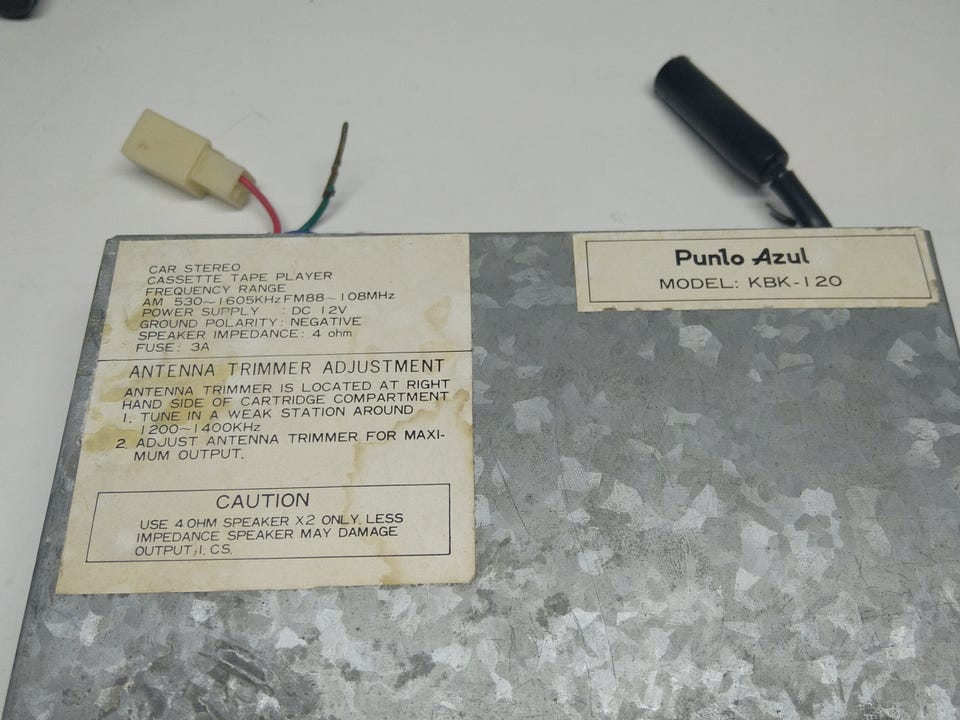 CAR STEREO
CASSETTE TAPE PLAYER
FREQUENCY RANGE
AM 530~1605KHz FM88~108MHz
POWER SUPPLY : DC 12V
GROUND POLARITY: NEGATIVE
SPEAKER IMPEDANCE: 4 ohm
FUSE: 3A
ANTENNA TRIMMER ADJUSTMENT
ANTENNA TRIMMER IS LOCATED AT RIGHT
HAND SIDE OF CARTRIDGE COMPARTMENT
1. TUNE IN A WEAK STATION AROUND
1200~1400KHz
2. ADJUST ANTENNA TRIMMER FOR MAXI-
MUM OUTPUT.
CAUTION
USE 4 OHM SPEAKER X2 ONLY, LESS
IMPEDANCE SPEAKER MAY DAMAGE
OUTPUT, I, CS.
Punto Azul
MODEL: KBK-120